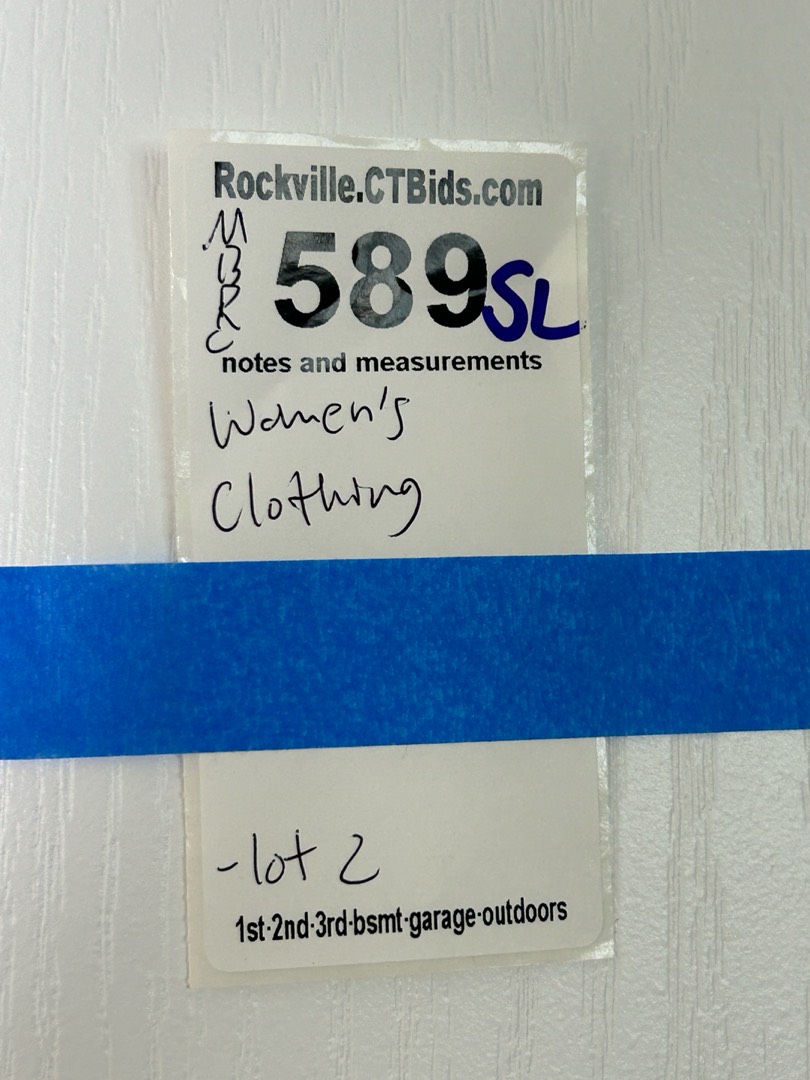 Rockville.CTBids.com
MBRC
589SL
notes and measurements
Women's
Clothing
-lot 2
1st·2nd·3rd·bsmt·garage·outdoors